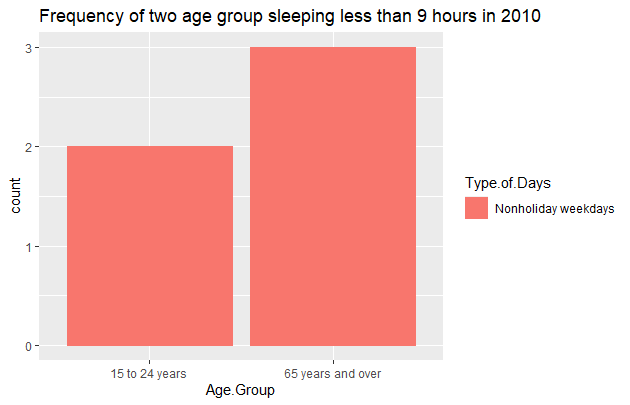 Frequency of two age group sleeping less than 9 hours in 2010
3
2
1
0
count
15 to 24 years
65 years and over
Age.Group
Type.of.Days
Nonholiday weekdays